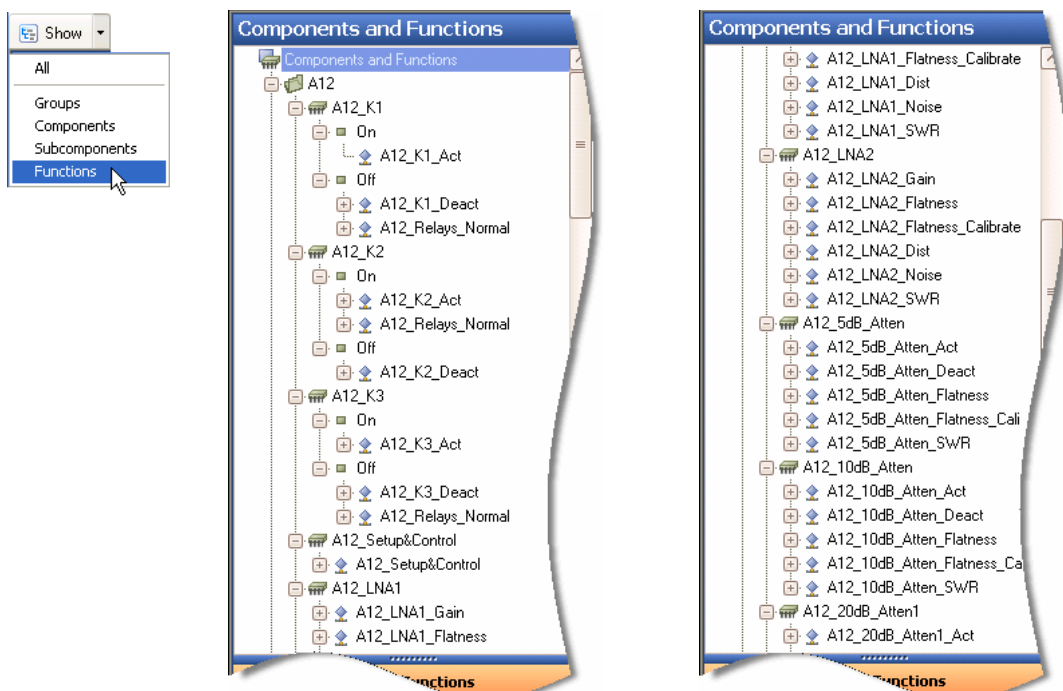 Show
All
Groups
Components
Subcomponents
Functions
Components and Functions
Components and Functions
A12
A12_K1
On
A12_K1_Act
Off
A12_K1_Deact
A12_Relays_Normal
A12_K2
On
A12_K2_Act
A12_Relays_Normal
Off
A12_K2_Deact
A12_K3
On
A12_K3_Act
Off
A12_K3_Deact
A12_Relays_Normal
A12_Setup&Control
A12_Setup&Control
A12_LNA1
A12_LNA1_Gain
A12_LNA1_Flatness
Functions
Components and Functions
A12_LNA1_Flatness_Calibrate
A12_LNA1_Dist
A12_LNA1_Noise
A12_LNA1_SWR
A12_LNA2
A12_LNA2_Gain
A12_LNA2_Flatness
A12_LNA2_Flatness_Calibrate
A12_LNA2_Dist
A12_LNA2_Noise
A12_LNA2_SWR
A12_5dB_Atten
A12_5dB_Atten_Act
A12_5dB_Atten_Deact
A12_5dB_Atten_Flatness
A12_5dB_Atten_Flatness_Cali
A12_5dB_Atten_SWR
A12_10dB_Atten
A12_10dB_Atten_Act
A12_10dB_Atten_Deact
A12_10dB_Atten_Flatness
A12_10dB_Atten_Flatness_Ca
A12_10dB_Atten_SWR
A12_20dB_Atten1
A12_20dB_Atten1_Act
Functions